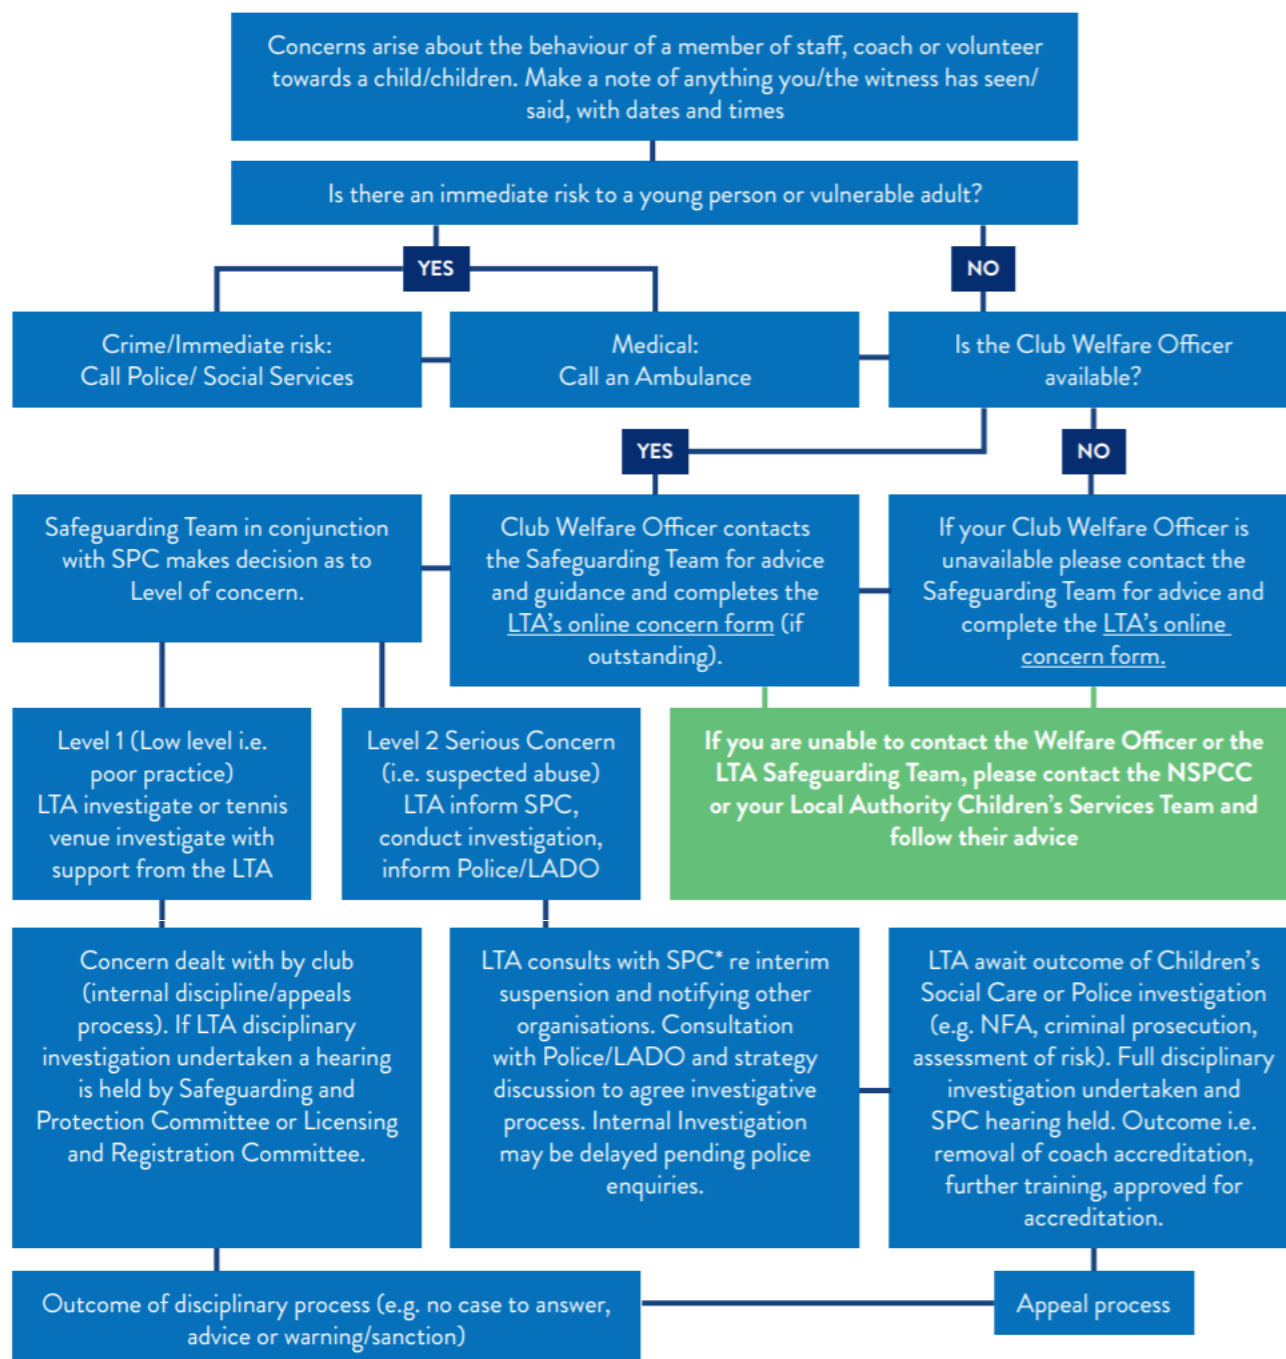 Concerns arise about the behaviour of a member of staff, coach or volunteer
towards a child/children. Make a note of anything you/the witness has seen/
said, with dates and times
Is there an immediate risk to a young person or vulnerable adult?
YES
NO
Crime/Immediate risk:
Call Police/ Social Services
Medical:
Call an Ambulance
Is the Club Welfare Officer
available?
YES
NO
Safeguarding Team in conjunction
with SPC makes decision as to
Level of concern.
Club Welfare Officer contacts
the Safeguarding Team for advice
and guidance and completes the
LTA's online concern form (if
outstanding).
If your Club Welfare Officer is
unavailable please contact the
Safeguarding Team for advice and
complete the LTA's online
concern form.
Level 1 (Low level i.e.
poor practice)
LTA investigate or tennis
venue investigate with
support from the LTA
Level 2 Serious Concern
(i.e. suspected abuse)
LTA inform SPC,
conduct investigation,
inform Police/LADO
If you are unable to contact the Welfare Officer or the
LTA Safeguarding Team, please contact the NSPCC
or your Local Authority Children's Services Team and
follow their advice
Concern dealt with by club
(internal discipline/appeals
process). If LTA disciplinary
investigation undertaken a hearing
is held by Safeguarding and
Protection Committee or Licensing
and Registration Committee.
LTA consults with SPC* re interim
suspension and notifying other
organisations. Consultation
with Police/LADO and strategy
discussion to agree investigative
process. Internal Investigation
may be delayed pending police
enquiries.
LTA await outcome of Children's
Social Care or Police investigation
(e.g. NFA, criminal prosecution,
assessment of risk). Full disciplinary
investigation undertaken and
SPC hearing held. Outcome i.e.
removal of coach accreditation,
further training, approved for
accreditation.
Outcome of disciplinary process (e.g. no case to answer,
advice or warning/sanction)
Appeal process